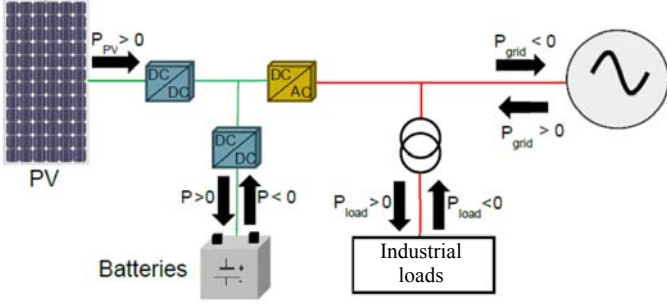 P_PV > 0
P_grid < 0
DC
DC
DC
AC
P_grid > 0
DC
DC
PV
P>0
P < 0
P_load > 0
P_load <0
Batteries
+
-
Industrial
loads